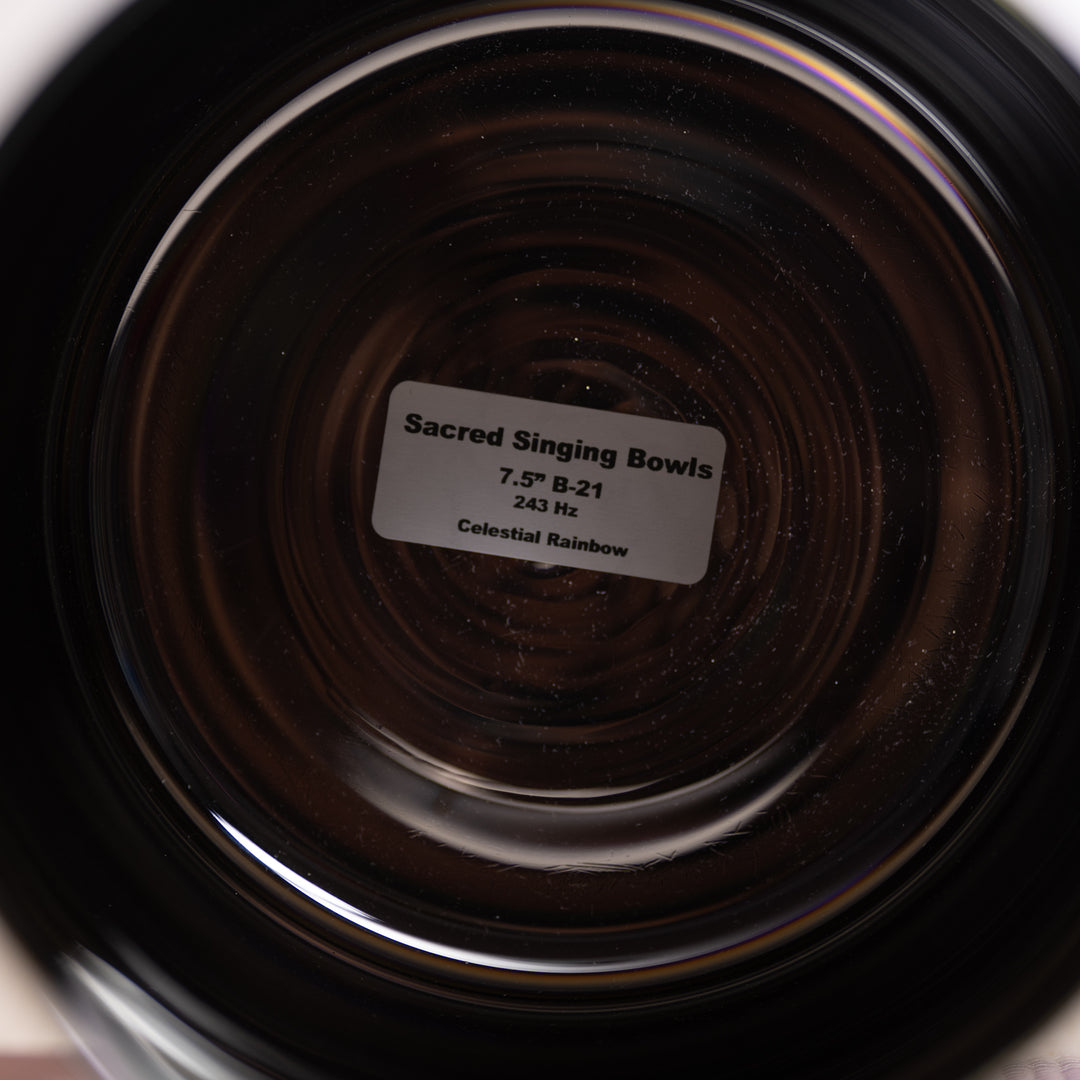 Sacred Singing Bowls
7.5” B-21
243 Hz
Celestial Rainbow